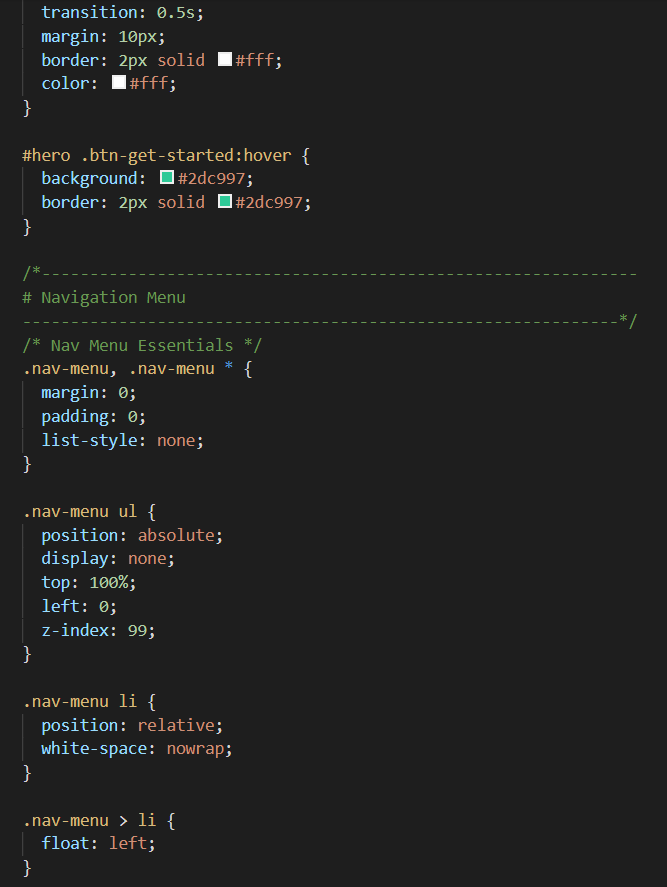 transition: 0.5s;
margin: 10px;
border: 2px solid #fff;
color: #fff;
}
#hero .btn-get-started:hover {
background: #2dc997;
border: 2px solid #2dc997;
}
/*--------------------------------------------------------------
# Navigation Menu
--------------------------------------------------------------*/
/* Nav Menu Essentials */
.nav-menu, .nav-menu * {
margin: 0;
padding: 0;
list-style: none;
}
.nav-menu ul {
position: absolute;
display: none;
top: 100%;
left: 0;
z-index: 99;
}
.nav-menu li {
position: relative;
white-space: nowrap;
}
.nav-menu > li {
float: left;
}